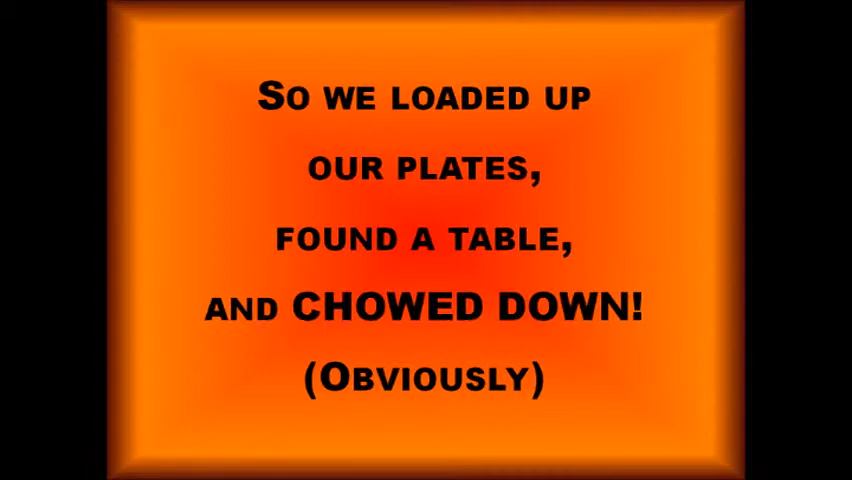 So we loaded up
our plates,
found a table,
and CHOWED DOWN!
(Obviously)